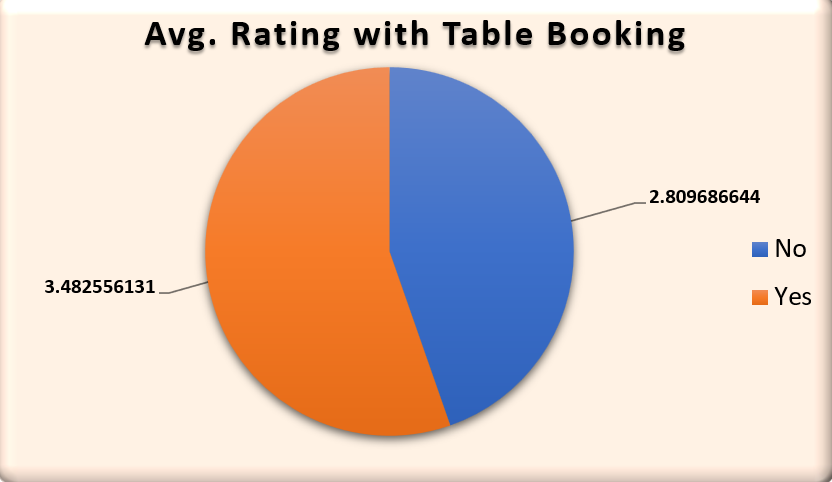 Avg. Rating with Table Booking
2.809686644
No
3.482556131
Yes